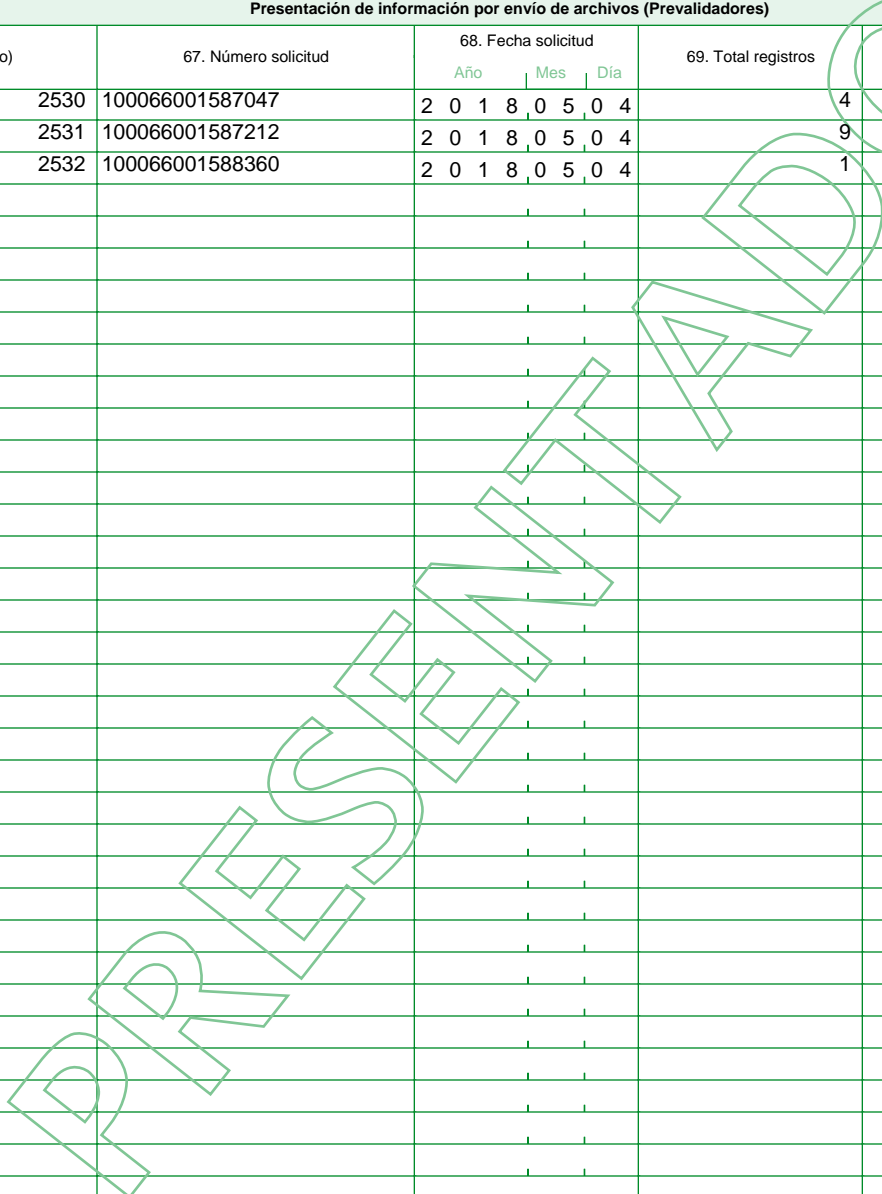 Presentación de información por envío de archivos (Prevalidadores)
o) 67. Número solicitud 68. Fecha solicitud 69. Total registros
Año Mes Día
2530 100066001587047 2 0 1 8 0 5 0 4 4
2531 100066001587212 2 0 1 8 0 5 0 4 9
2532 100066001588360 2 0 1 8 0 5 0 4 1
PRESENTADO